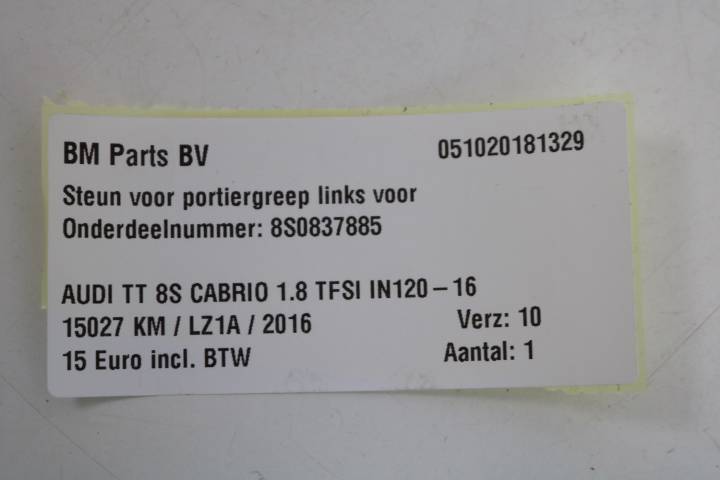 BM Parts BV 051020181329
Steun voor portiergreep links voor
Onderdeelnummer: 8S0837885
AUDI TT 8S CABRIO 1.8 TFSI IN120 – 16
15027 KM / LZ1A / 2016 Verz: 10
15 Euro incl. BTW Aantal: 1